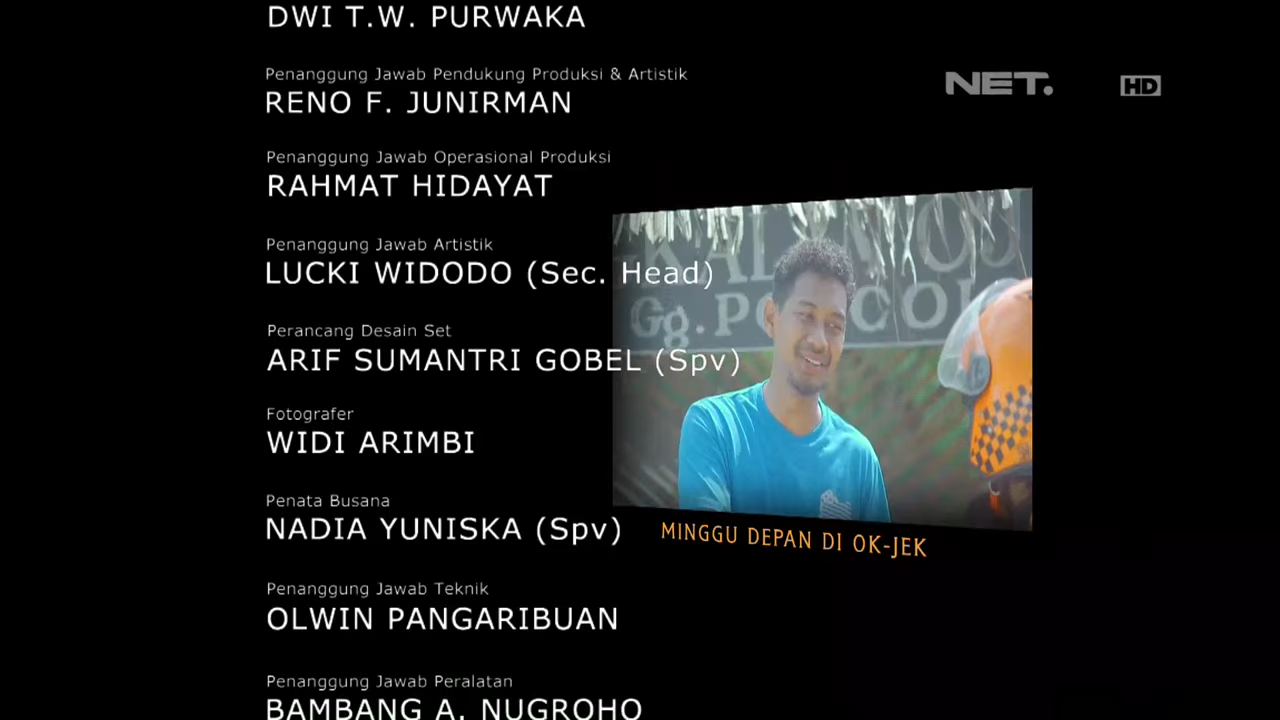 DWI T.W. PURWAKA
Penanggung Jawab Pendukung Produksi & Artistik
RENO F. JUNIRMAN
NET.
HD
Penanggung Jawab Operasional Produksi
RAHMAT HIDAYAT
Penanggung Jawab Artistik
LUCKI WIDODO (Sec. Head)
Gg.
Perancang Desain Set
ARIF SUMANTRI GOBEL (Spv)
Fotografer
WIDI ARIMBI
Penata Busana
NADIA YUNISKA (Spv)
MINGGU DEPAN DI OK-JEK
Penanggung Jawab Teknik
OLWIN PANGARIBUAN
Penanggung Jawab Peralatan
BAMBANG A. NUGROHO